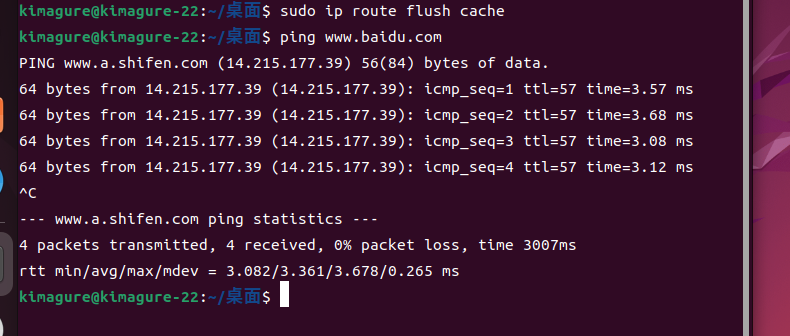 kimagure@kimagure-22:~/桌面$ sudo ip route flush cache
kimagure@kimagure-22:~/桌面$ ping www.baidu.com
PING www.a.shifen.com (14.215.177.39) 56(84) bytes of data.
64 bytes from 14.215.177.39 (14.215.177.39): icmp_seq=1 ttl=57 time=3.57 ms
64 bytes from 14.215.177.39 (14.215.177.39): icmp_seq=2 ttl=57 time=3.68 ms
64 bytes from 14.215.177.39 (14.215.177.39): icmp_seq=3 ttl=57 time=3.08 ms
64 bytes from 14.215.177.39 (14.215.177.39): icmp_seq=4 ttl=57 time=3.12 ms
^C
--- www.a.shifen.com ping statistics ---
4 packets transmitted, 4 received, 0% packet loss, time 3007ms
rtt min/avg/max/mdev = 3.082/3.361/3.678/0.265 ms
kimagure@kimagure-22:~/桌面$